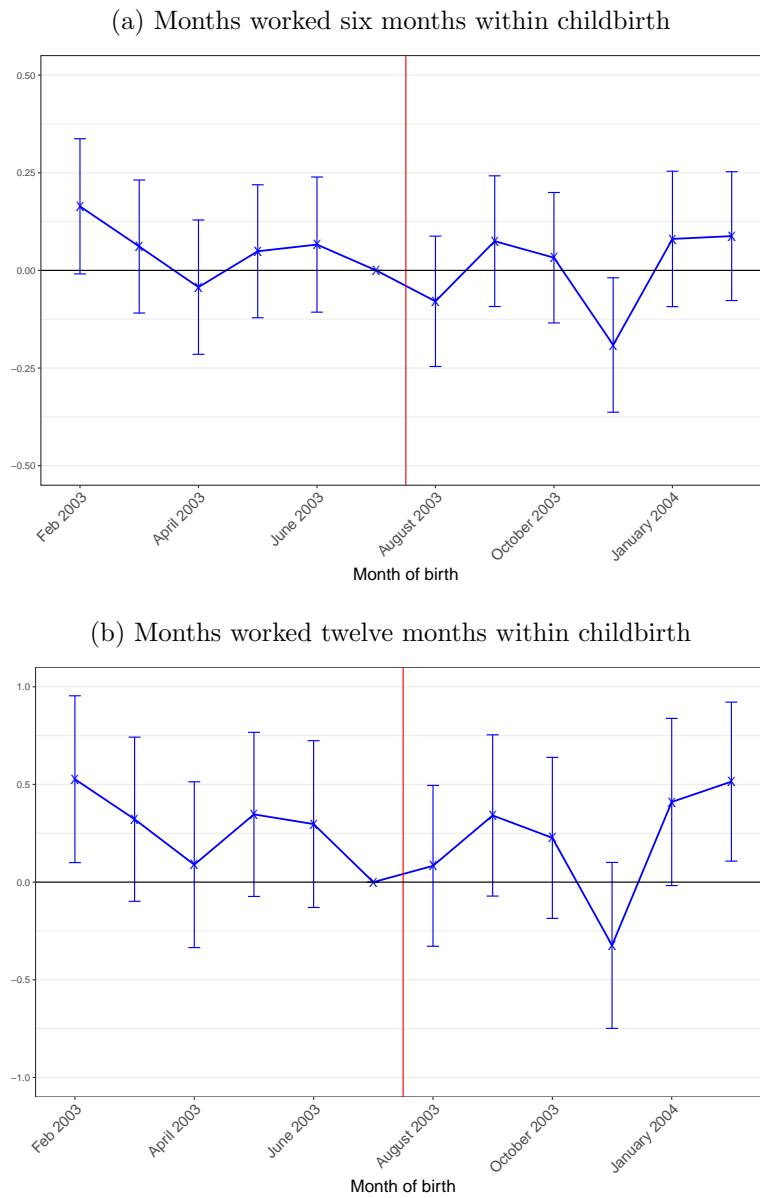 (a) Months worked six months within childbirth
0.50
0.25
0.00
−0.25
−0.50
Feb 2003
April 2003
June 2003
August 2003
October 2003
January 2004
Month of birth
(b) Months worked twelve months within childbirth
1.0
0.5
0.0
−0.5
−1.0
Feb 2003
April 2003
June 2003
August 2003
October 2003
January 2004
Month of birth